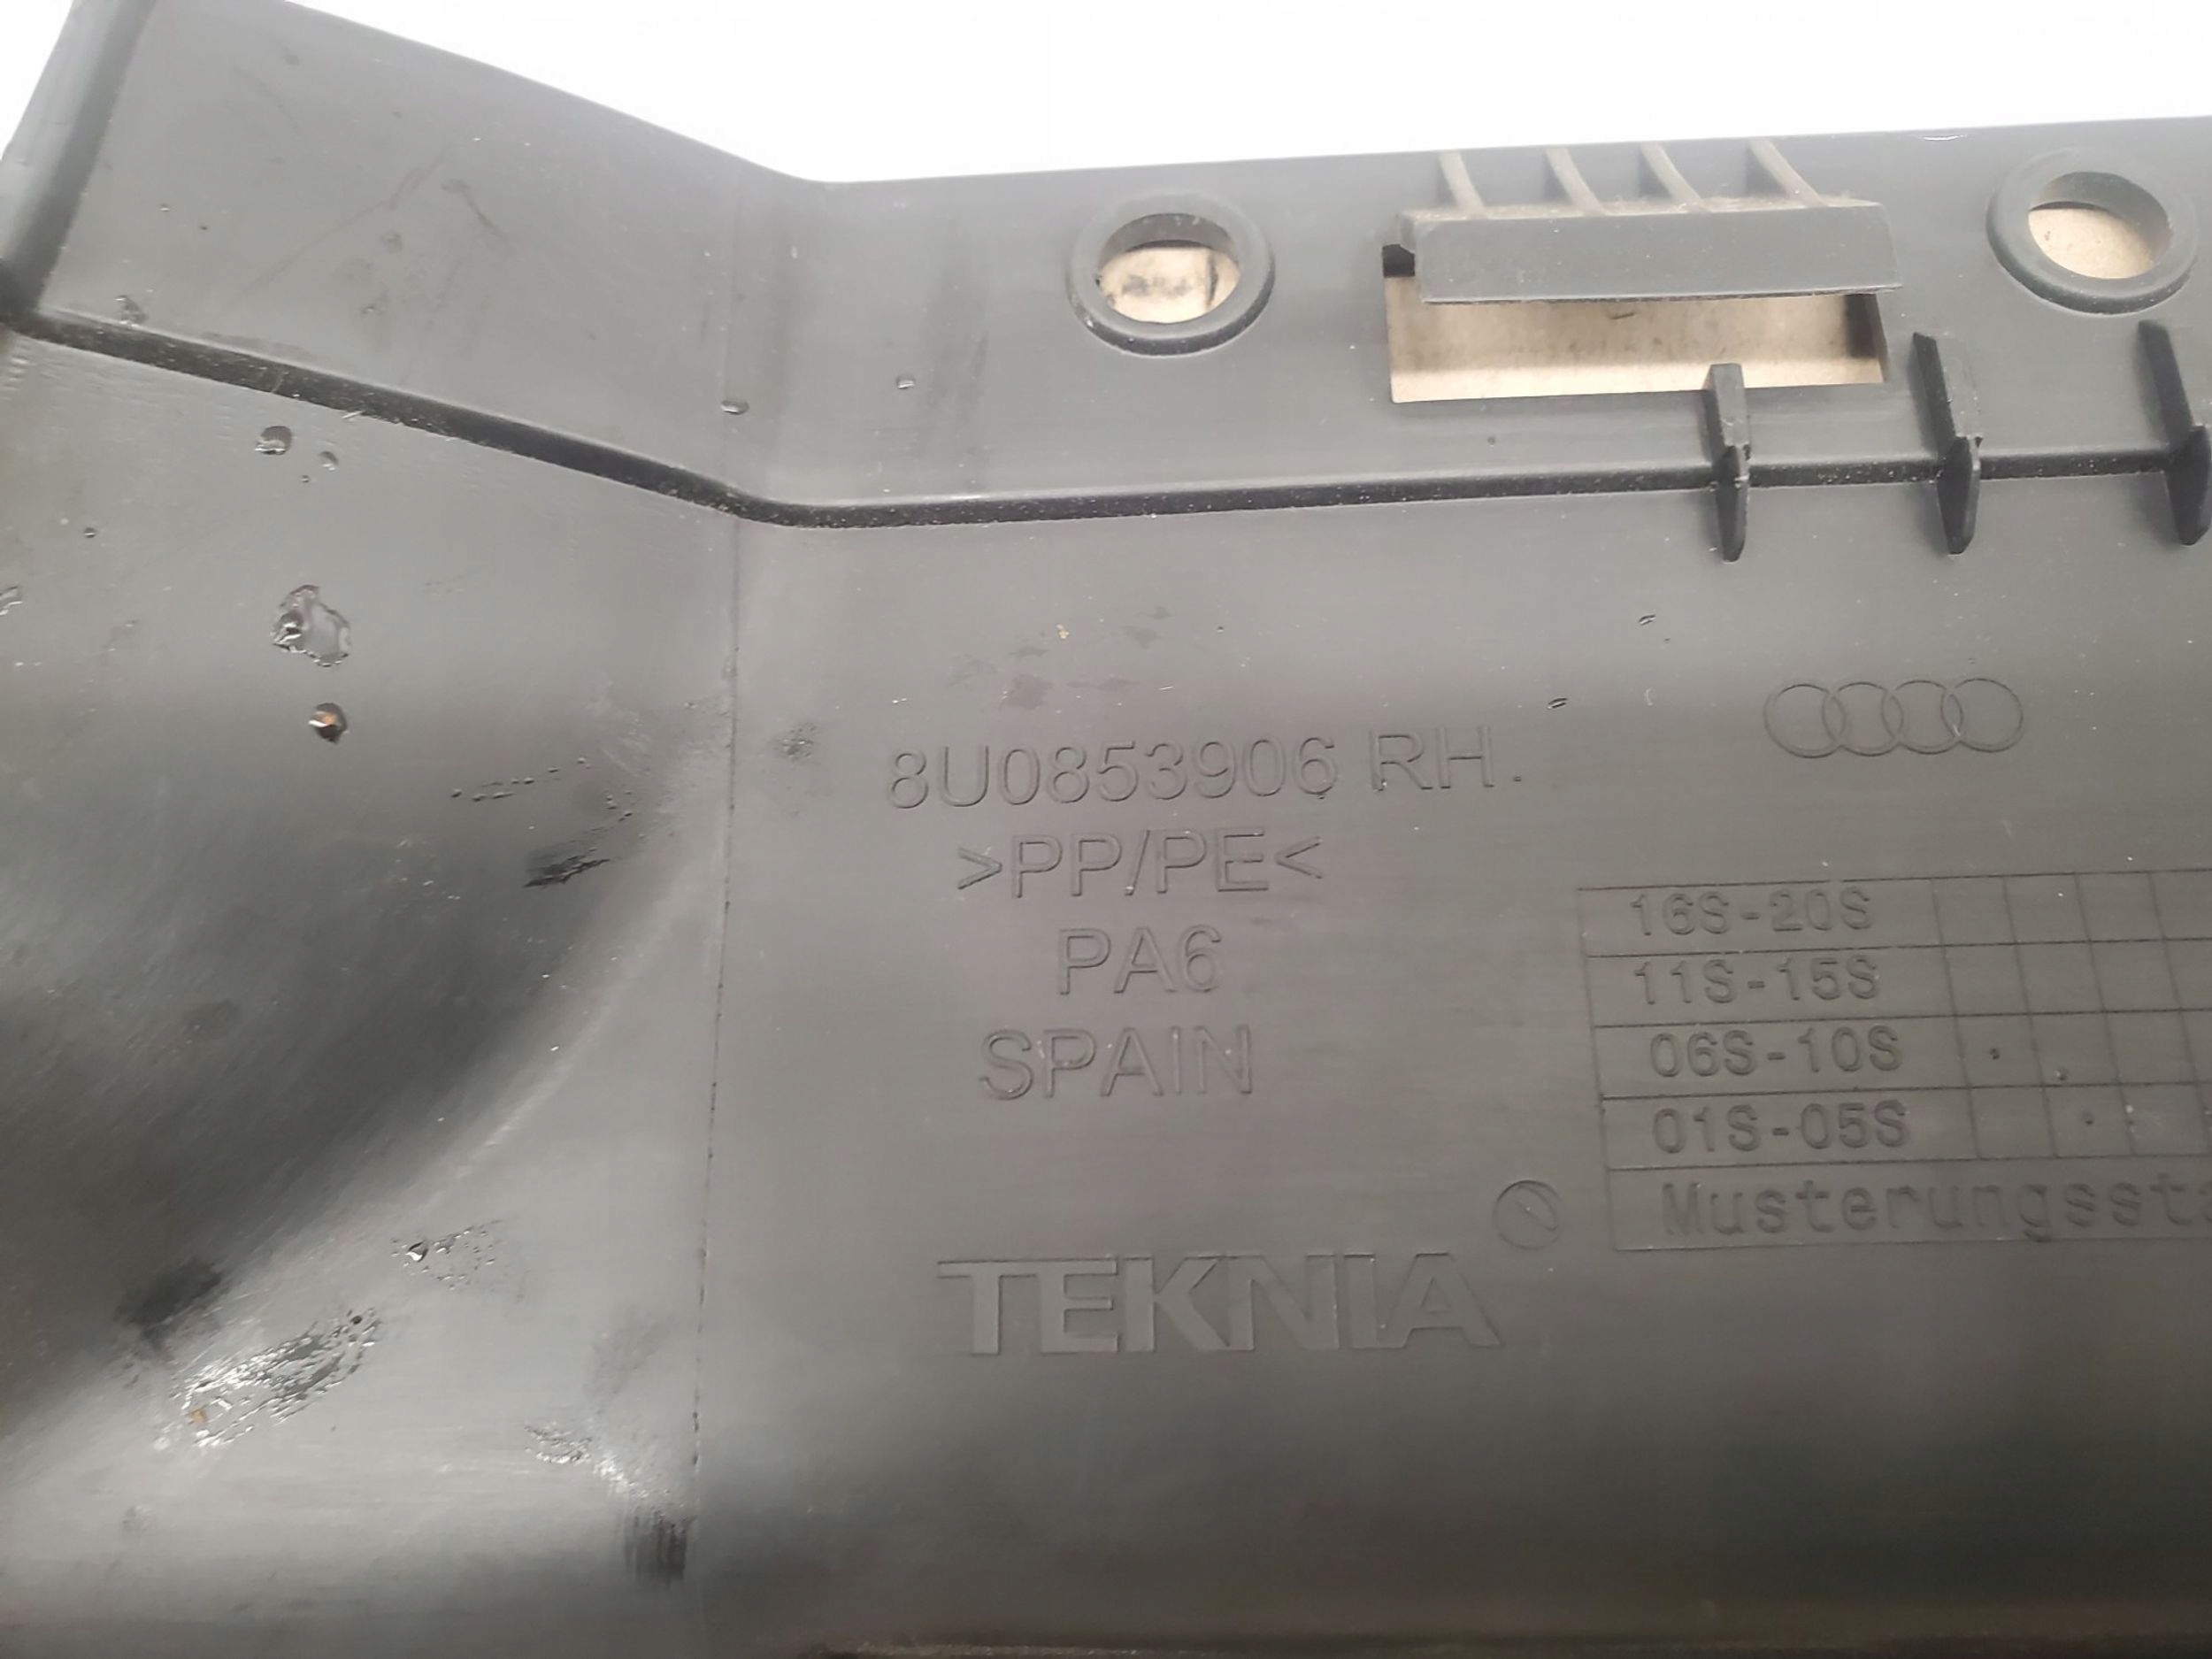 8U0853906 RH.
>PP/PE<
PA6
SPAIN
TEKNIA
16S-20S
11S-15S
06S-10S
01S-05S